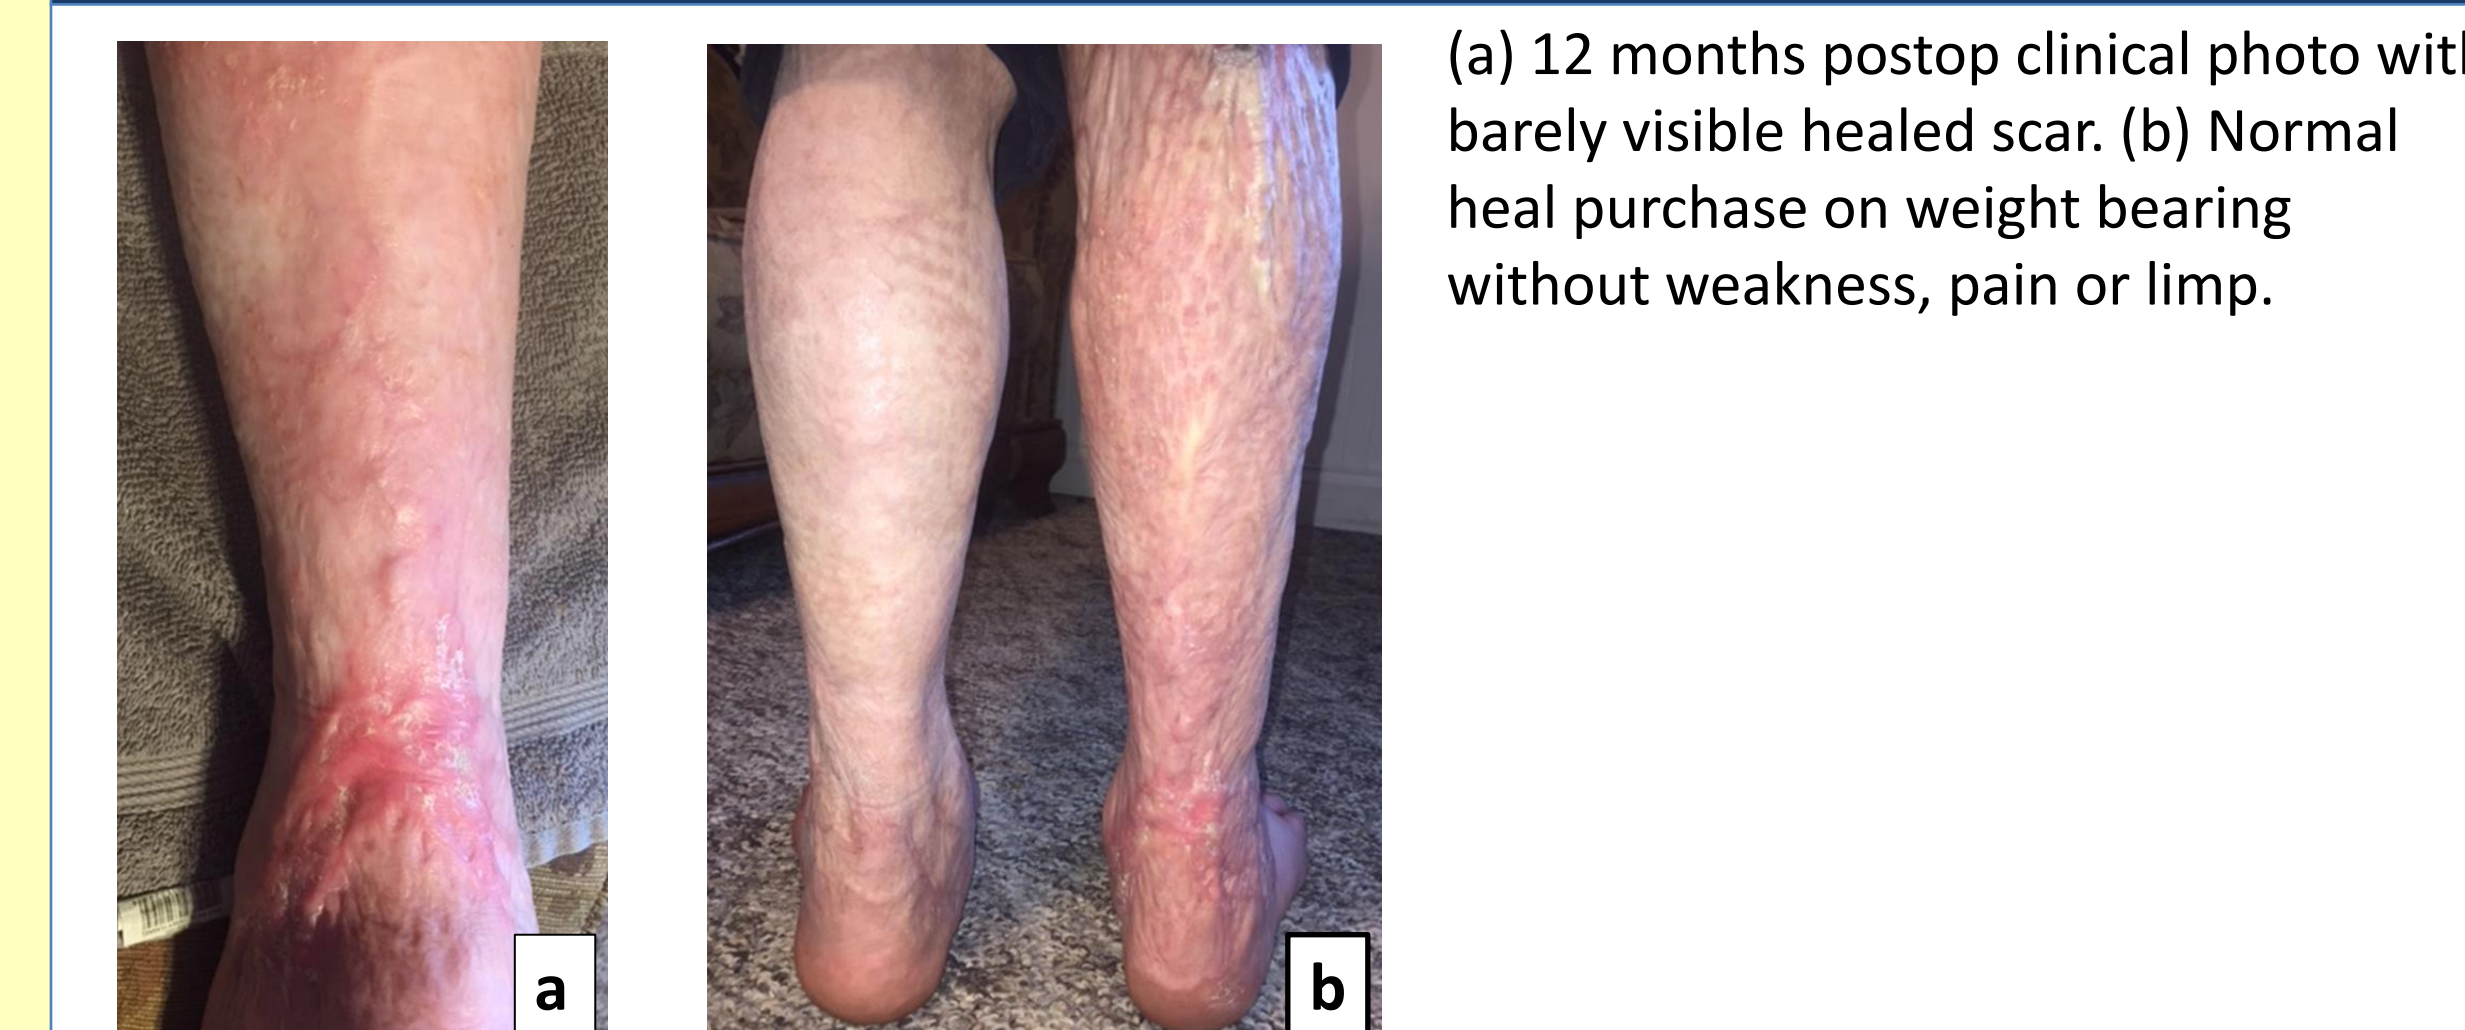 (a) 12 months postop clinical photo with
barely visible healed scar. (b) Normal
heal purchase on weight bearing
without weakness, pain or limp.
a
b